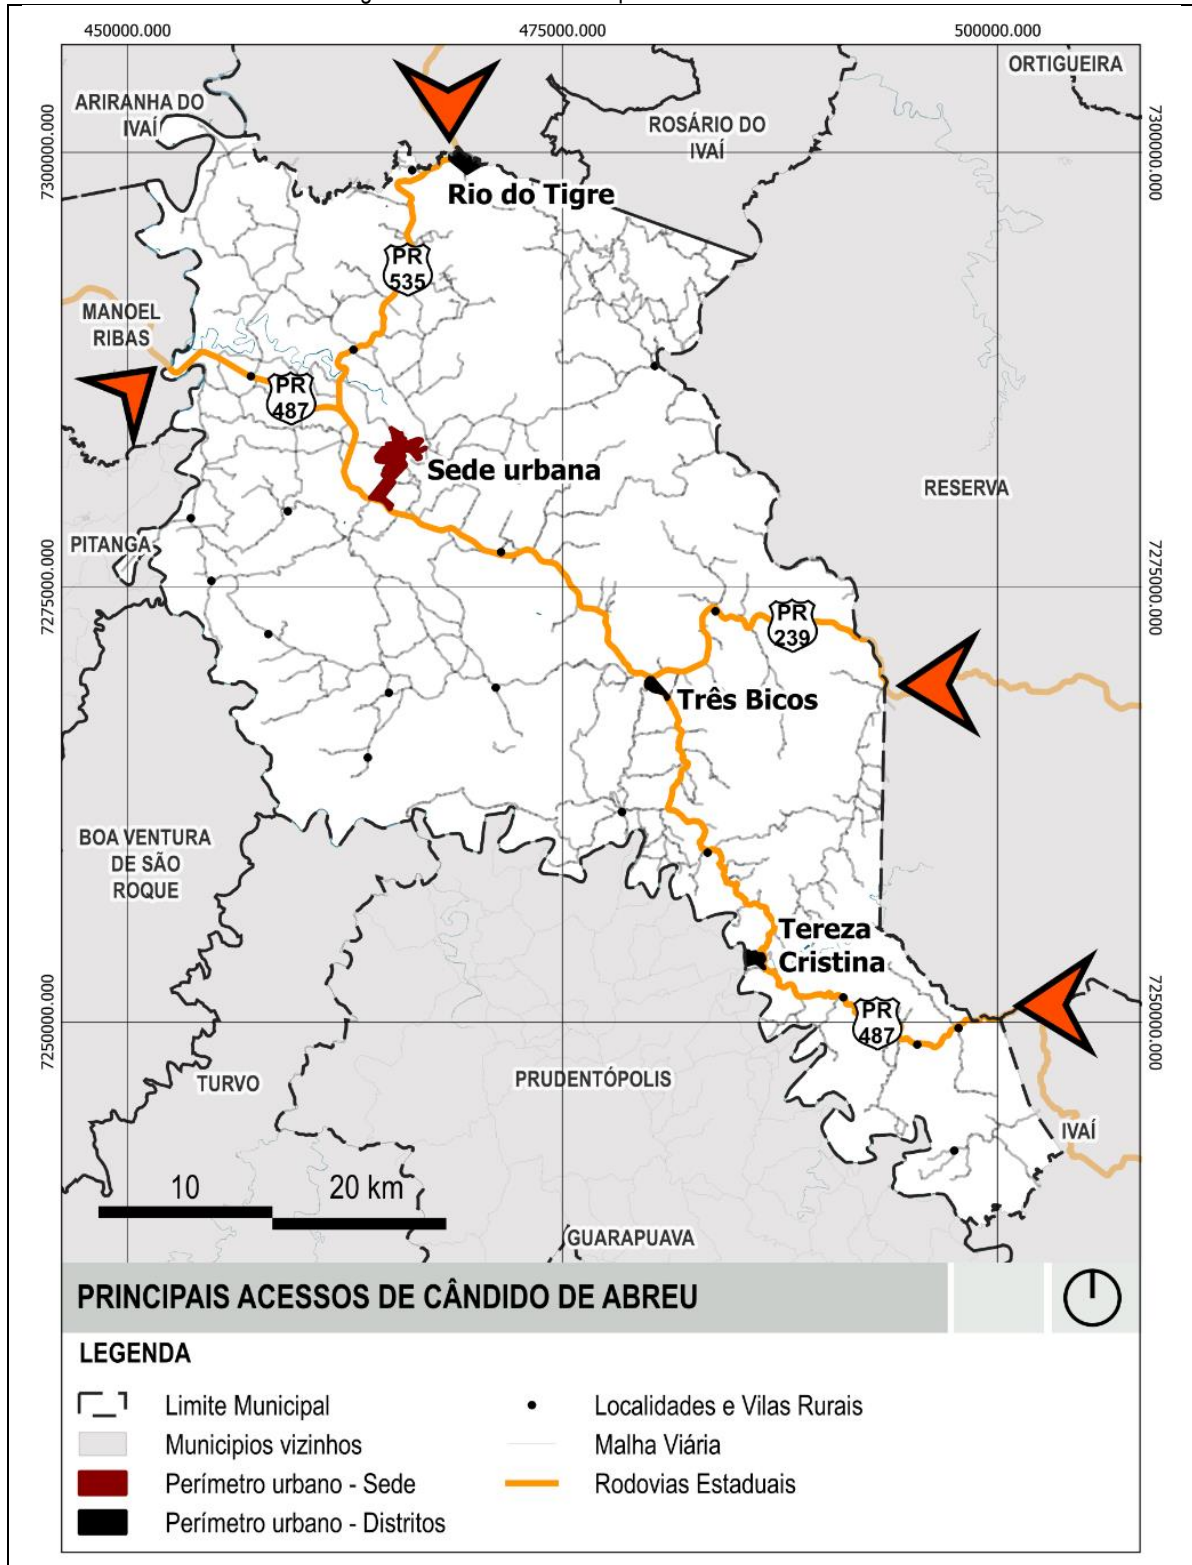 450000.000
475000.000
500000.000
ORTIGUEIRA
ARIRANHA DO
IVAÍ
ROSÁRIO DO
IVAÍ
7300000.000
7300000.000
Rio do Tigre
PR
535
MANOEL
RIBAS
PR
487
Sede urbana
RESERVA
PITANGA
7275000.000
7275000.000
PR
239
Três Bicos
BOA VENTURA
DE SÃO
ROQUE
Tereza
Cristina
PR
487
7250000.000
7250000.000
TURVO
PRUDENTÓPOLIS
IVAÍ
10
20 km
GUARAPUAVA
PRINCIPAIS ACESSOS DE CÂNDIDO DE ABREU
LEGENDA
Limite Municipal
Municipios vizinhos
Perímetro urbano - Sede
Perímetro urbano - Distritos
Localidades e Vilas Rurais
Malha Viária
Rodovias Estaduais